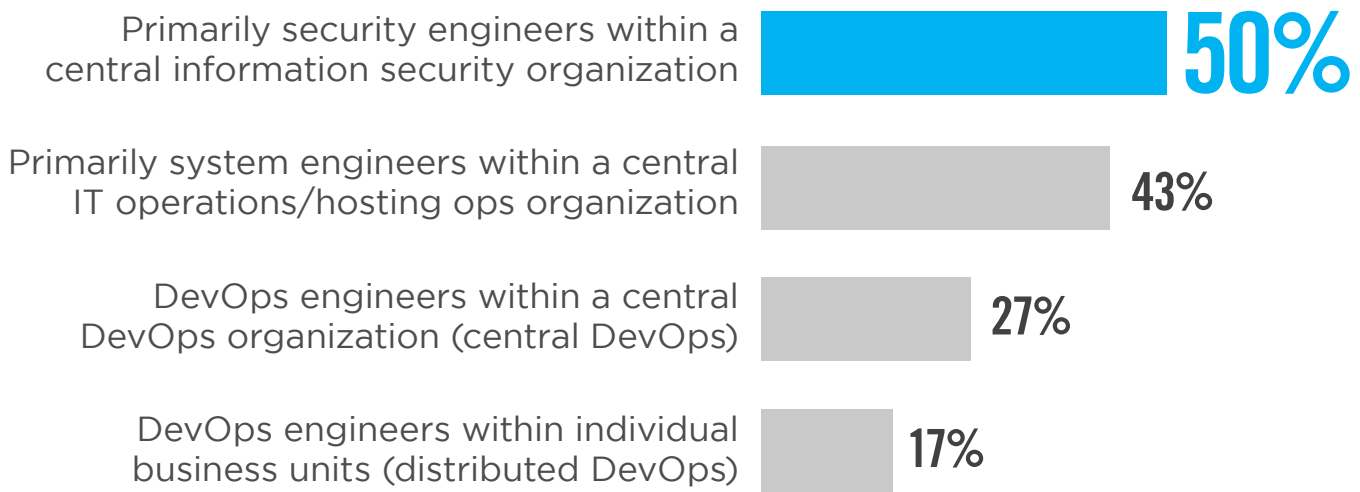 Primarily security engineers within a
central information security organization
50%
Primarily system engineers within a central
IT operations/hosting ops organization
43%
DevOps engineers within a central
DevOps organization (central DevOps)
27%
DevOps engineers within individual
business units (distributed DevOps)
17%